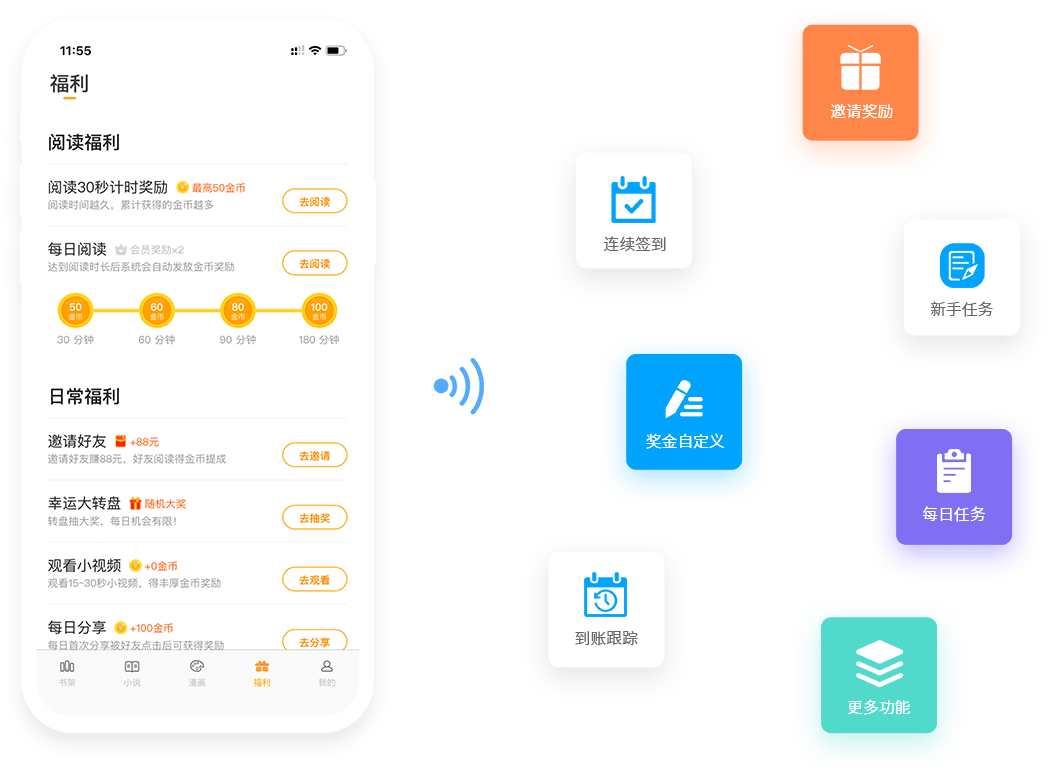 11:55
福利
阅读福利
阅读30秒计时奖励 最高50金币
阅读时间越久，累计获得的金币越多
去阅读
每日阅读 会员奖励×2
达到阅读时长后系统会自动发放金币奖励
去阅读
50 60 80 100
金币 金币 金币 金币
30 分钟 60 分钟 90 分钟 180 分钟
日常福利
邀请好友 +88元
邀请好友赚88元，好友阅读得金币提成
去邀请
幸运大转盘 随机大奖
转盘抽大奖，每日机会有限！
去抽奖
观看小视频 +0金币
观看15~30秒小视频，得丰厚金币奖励
去观看
每日分享 +100金币
每日首次分享被好友点击后可获得奖励
去分享
书架 小说 漫画 福利 我的
邀请奖励
连续签到
新手任务
奖金自定义
每日任务
到账跟踪
更多功能